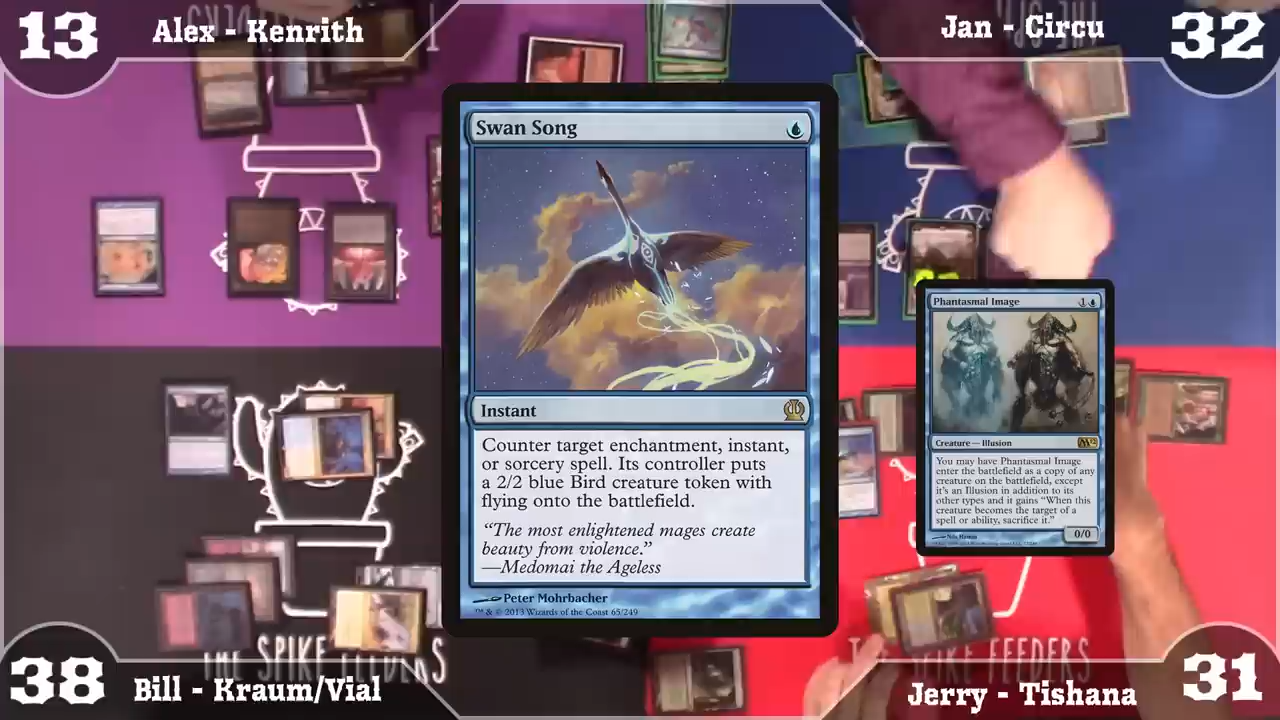 13
Alex - Kenrith
Jan - Circu
32
Swan Song
Instant
Counter target enchantment, instant,
or sorcery spell. Its controller puts
a 2/2 blue Bird creature token with
flying onto the battlefield.
“The most enlightened mages create
beauty from violence.”
—Medomai the Ageless
Peter Mohrbacher
™ & © 2013 Wizards of the Coast 65/249
Phantasmal Image
1
Creature — Illusion
You may have Phantasmal Image
enter the battlefield as a copy of any
creature on the battlefield, except
it's an Illusion in addition to its
other types and it gains “When this
creature becomes the target of a
spell or ability, sacrifice it.”
0/0
THE SPIKE FEEDERS
THE SPIKE FEEDERS
38
Bill - Kraum/Vial
Jerry - Tishana
31